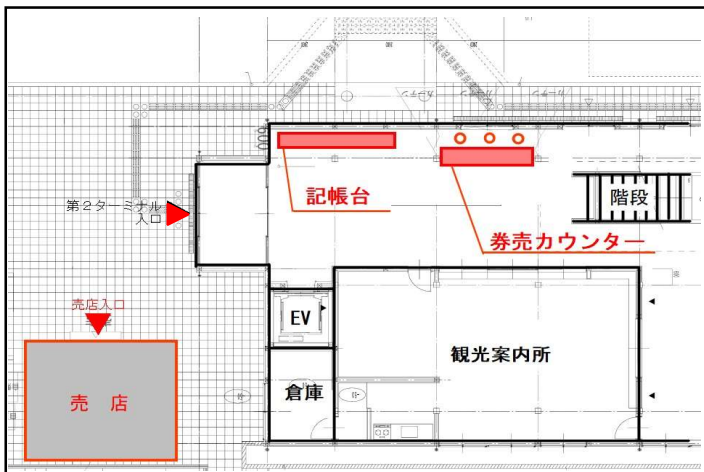 600
記帳台
第２ターミナル
入口
階段
券売カウンター
売店入口
EV
観光案内所
倉庫
売 店